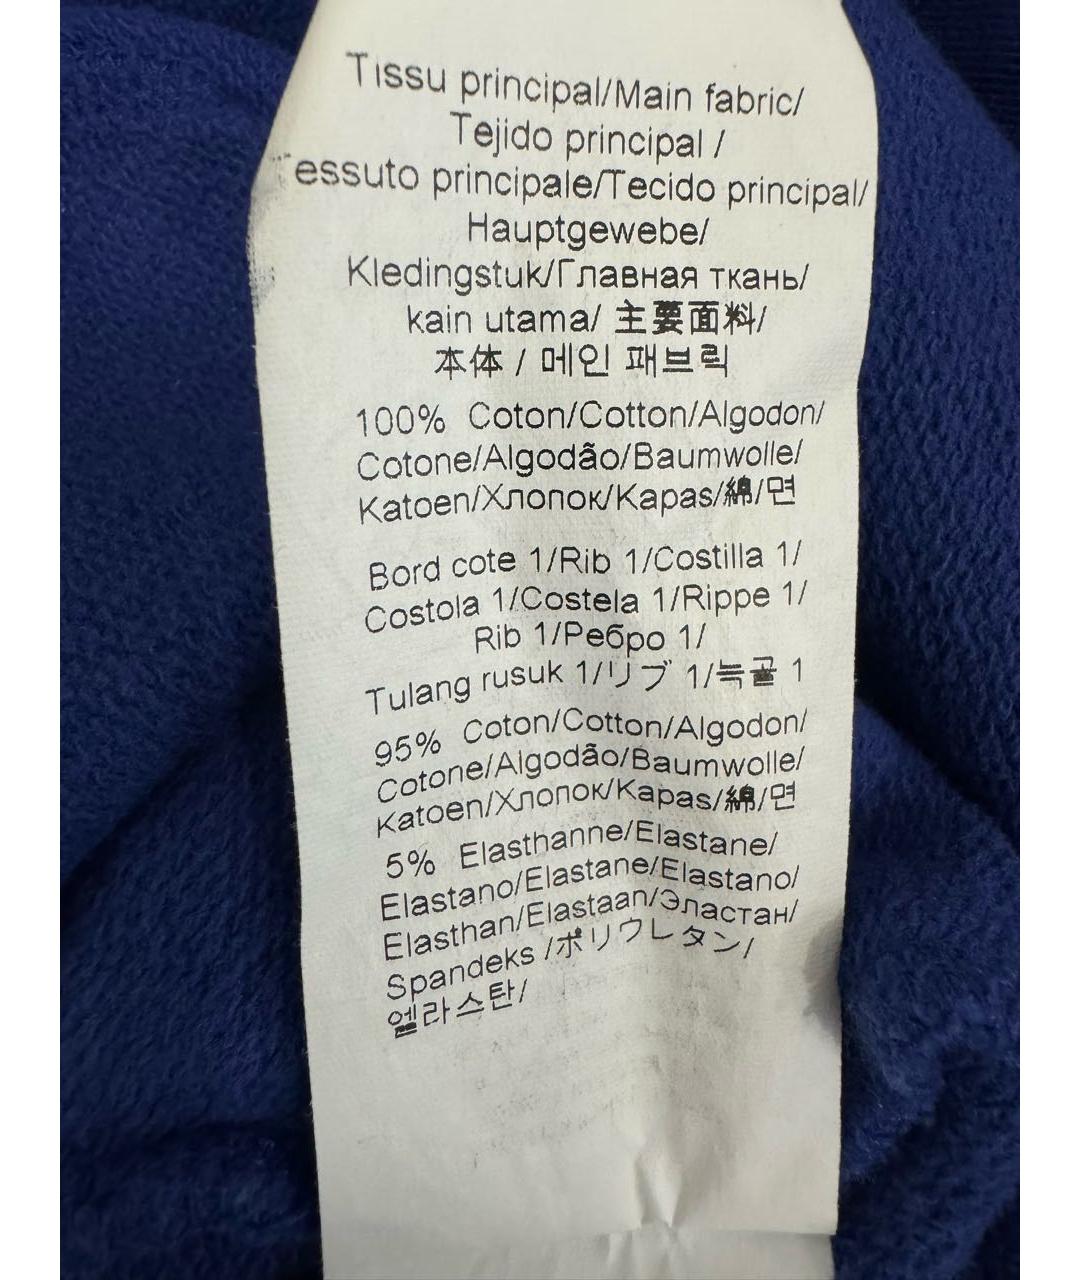 Tissu principal/Main fabric/
Tejido principal /
Tessuto principale/Tecido principal/
Hauptgewebe/
Kledingstuk/Главная ткань/
kain utama/ 主要面料/
本体 / 메인 패브릭
100% Coton/Cotton/Algodon/
Cotone/Algodão/Baumwolle/
Katoen/Хлопок/Kapas/綿/면
Bord cote 1/Rib 1/Costilla 1/
Costola 1/Costela 1/Rippe 1/
Rib 1/Ребро 1/
Tulang rusuk 1/リブ 1/늑골 1
95% Coton/Cotton/Algodon/
Cotone/Algodão/Baumwolle/
Katoen/Хлопок/Kapas/綿/면
5% Elasthanne/Elastane/
Elastano/Elastane/Elastano/
Elasthan/Elastaan/Эластан/
Spandeks /ポリウレタン/
엘라스탄/